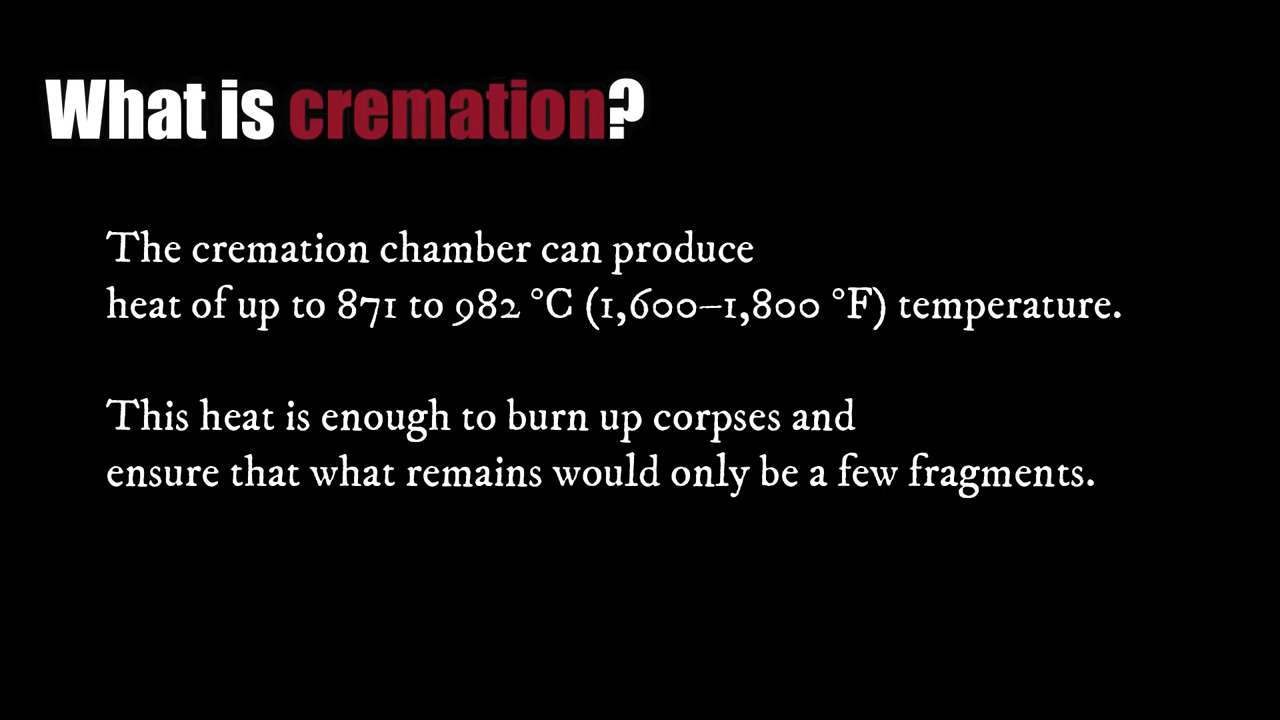 What is cremation?
The cremation chamber can produce
heat of up to 871 to 982 °C (1,600–1,800 °F) temperature.
This heat is enough to burn up corpses and
ensure that what remains would only be a few fragments.